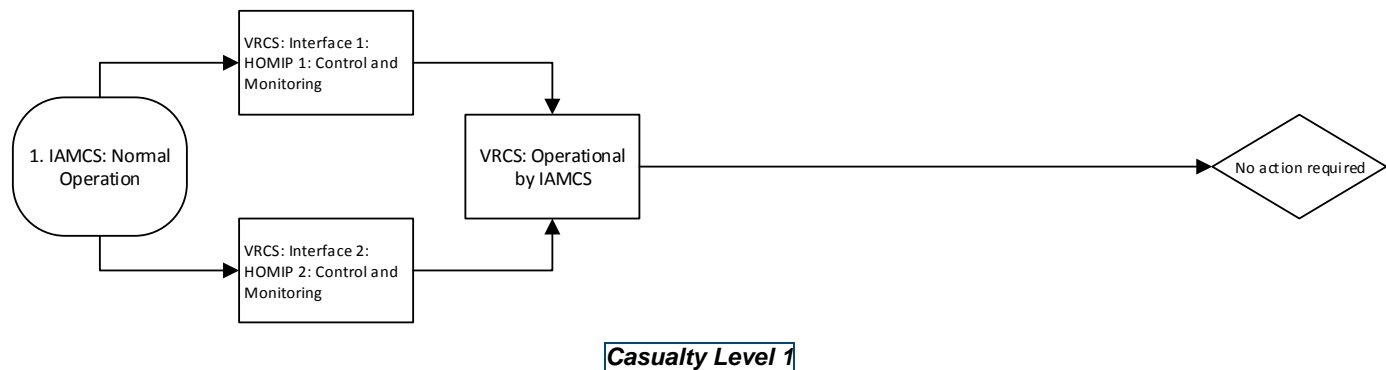 VRCS: Interface 1:
HOMIP 1: Control and
Monitoring
1. IAMCS: Normal
Operation
VRCS: Operational
by IAMCS
No action required
VRCS: Interface 2:
HOMIP 2: Control and
Monitoring
Casualty Level 1